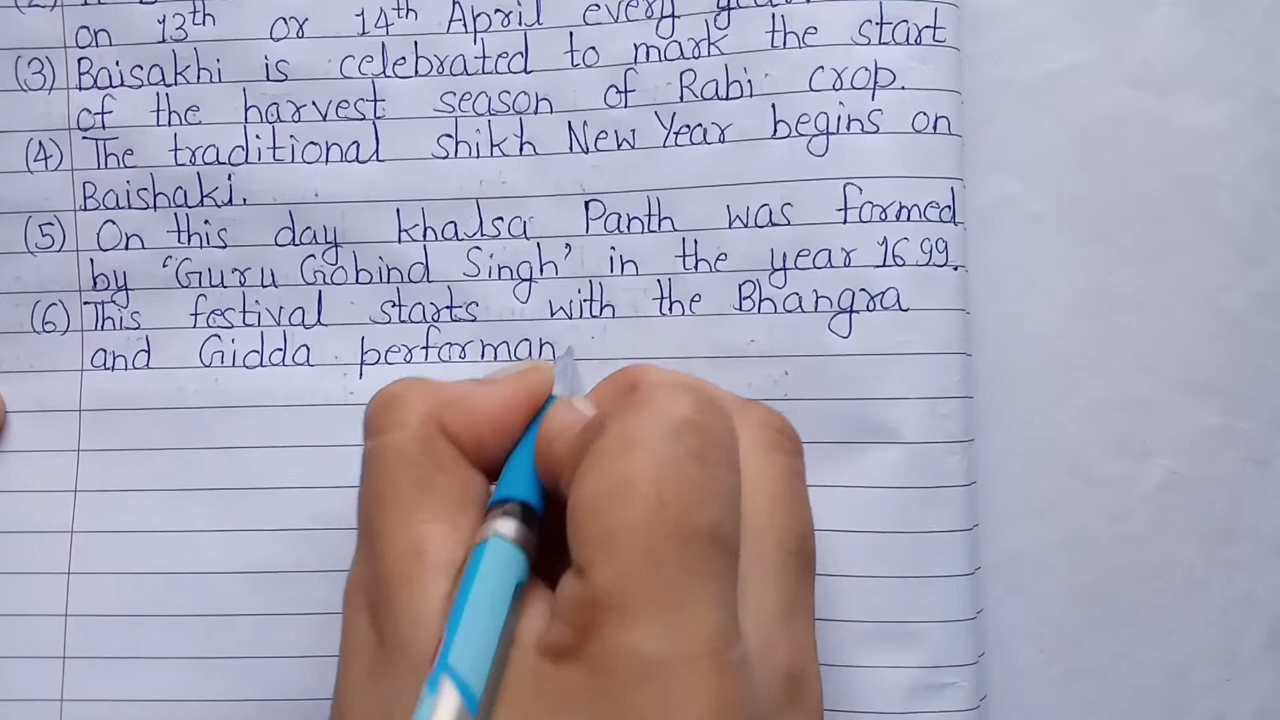 on 13th or 14th April every
(3) Baisakhi is celebrated to mark the start
of the harvest season of Rabi crop.
(4) The traditional shikh New Year begins on
Baishaki.
(5) On this day khalsa Panth was formed
by 'Guru Gobind Singh' in the year 1699.
(6) This festival starts with the Bhangra
and Gidda performan